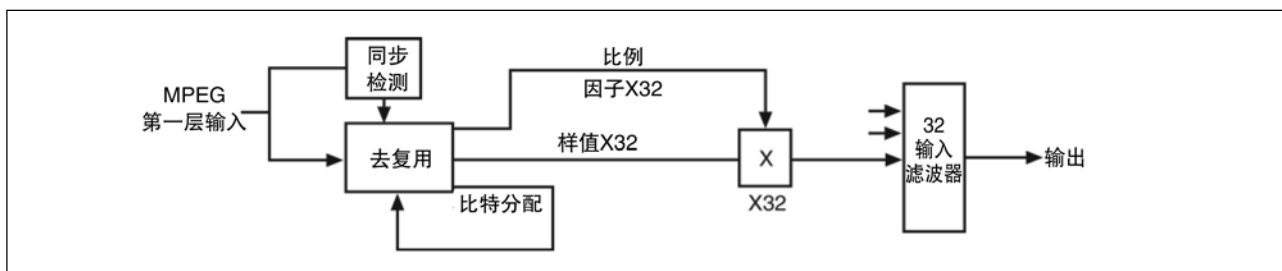 同步
检测
MPEG
第一层输入
去复用
比特分配
比例
因子X32
样值X32
X
X32
32
输入
滤波器
输出